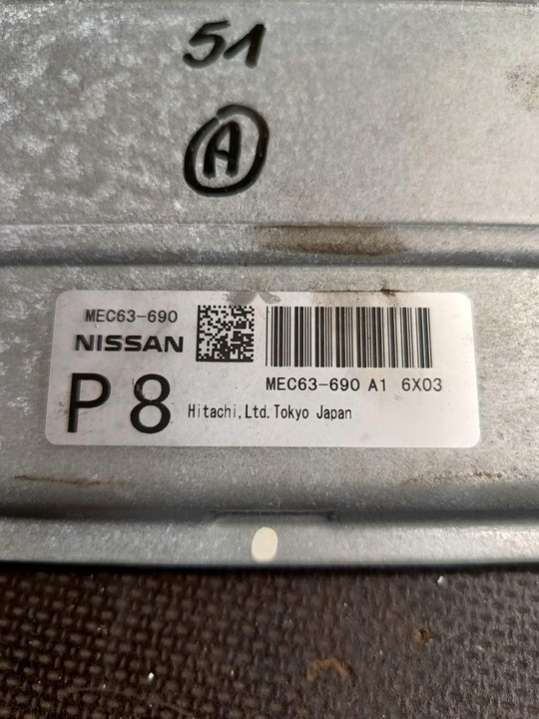 51
A
MEC63-690
NISSAN
MEC63-690 A1 6X03
P8
Hitachi,Ltd.Tokyo Japan